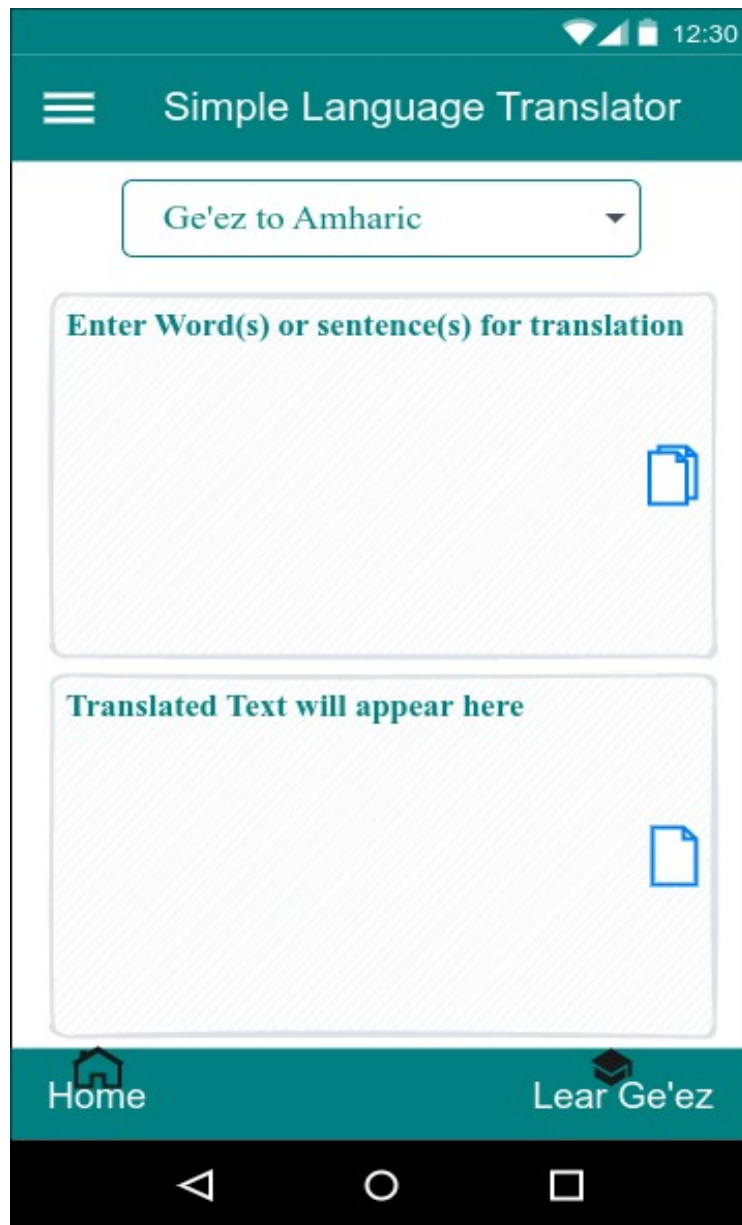 12:30
Simple Language Translator
Ge'ez to Amharic
Enter Word(s) or sentence(s) for translation
Translated Text will appear here
Home
Lear Ge'ez